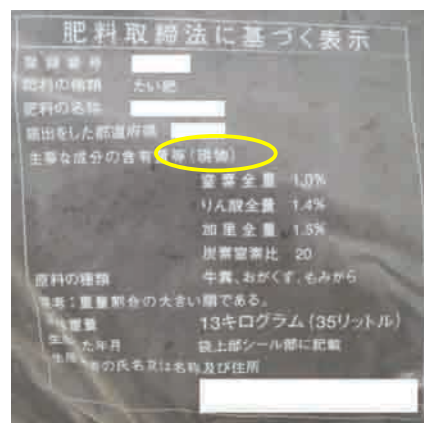 肥料取締法に基づく表示
登録番号
肥料の種類 たい肥
肥料の名称
届出をした都道府県
主要な成分の含有量等(現物)
窒素全量 1.0%
りん酸全量 1.4%
加里全量 1.5%
炭素窒素比 20
原料の種類 牛糞、おがくず、もみがら
備考:重量割合の大きい順である。
重量 13キログラム(35リットル)
生 した年月 袋上部シール部に記載
生 者の氏名又は名称及び住所